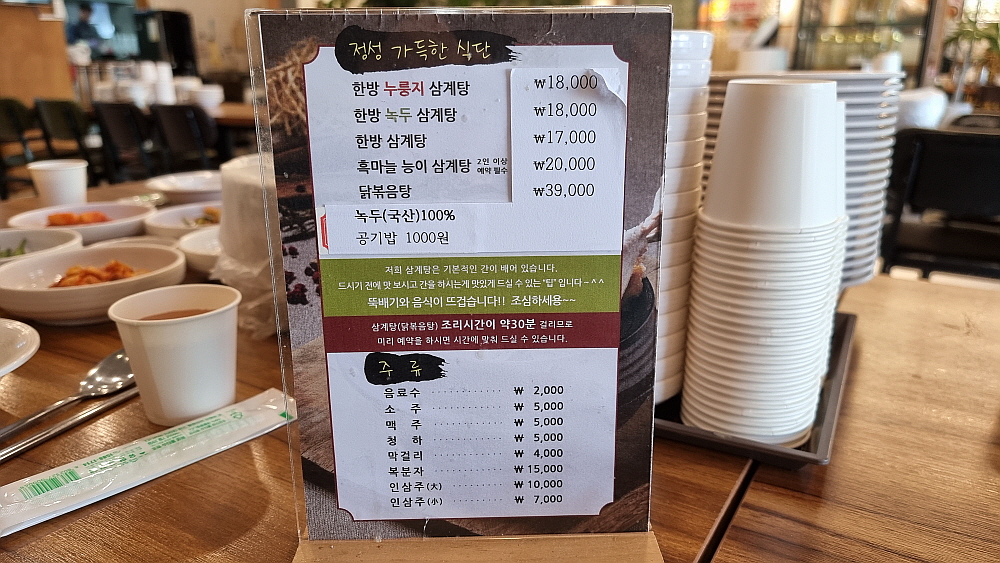 정성 가득한 식단
한방 누룽지 삼계탕 ₩18,000
한방 녹두 삼계탕 ₩18,000
한방 삼계탕 ₩17,000
흑마늘 능이 삼계탕 2인 이상 예약 필수 ₩20,000
닭볶음탕 ₩39,000
녹두(국산)100%
공기밥 1000원
저희 삼계탕은 기본적인 간이 배어 있습니다.
드시기 전에 맛 보시고 간을 하시는게 맛있게 드실 수 있는 "팁" 입니다 ~ ^ ^
뚝배기와 음식이 뜨겁습니다!! 조심하세용~~
삼계탕(닭볶음탕) 조리시간이 약30분 걸리므로
미리 예약을 하시면 시간에 맞춰 드실 수 있습니다.
주 류
음료수 ₩ 2,000
소 주 ₩ 5,000
맥 주 ₩ 5,000
청 하 ₩ 5,000
막걸리 ₩ 4,000
복분자 ₩ 15,000
인삼주(大) ₩ 10,000
인삼주(小) ₩ 7,000